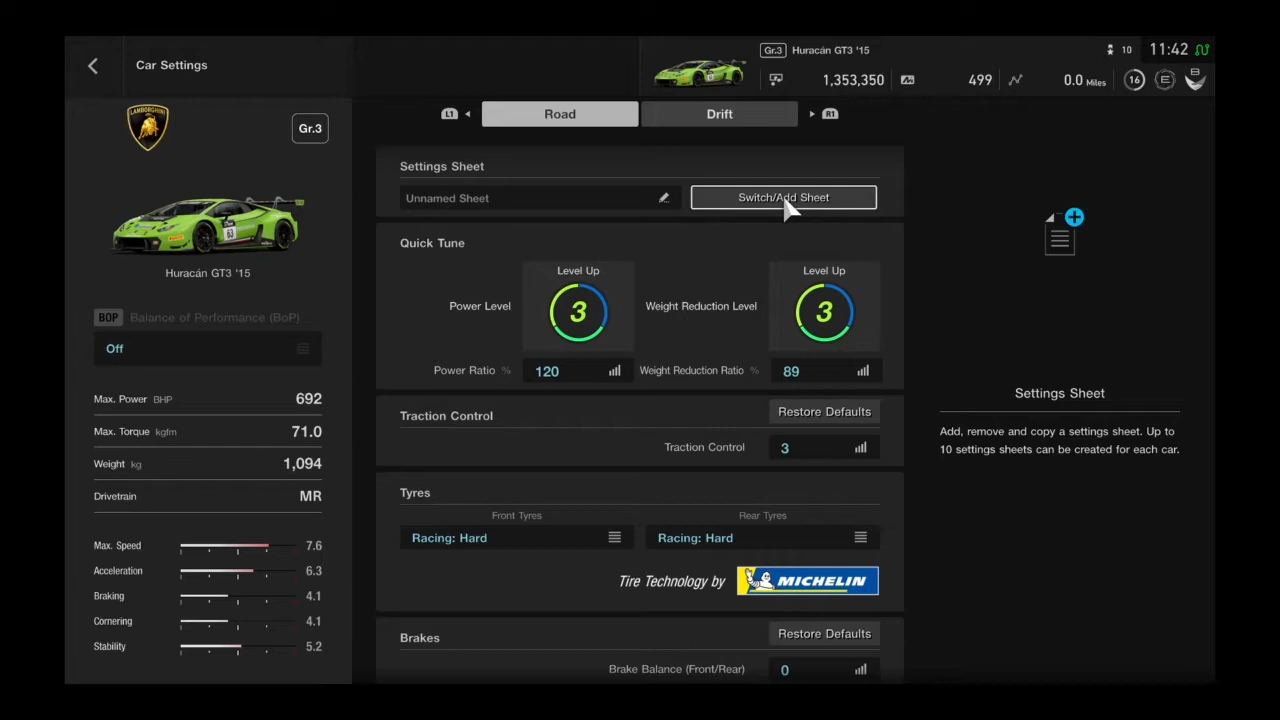 Car Settings
Gr.3 Huracán GT3 '15
10 11:42
1,353,350 499 0.0 Miles 16 E B
LAMBORGHINI
Gr.3
Huracán GT3 '15
BOP Balance of Performance (BoP)
Off
Max. Power BHP 692
Max. Torque kgfm 71.0
Weight kg 1,094
Drivetrain MR
Max. Speed 7.6
Acceleration 6.3
Braking 4.1
Cornering 4.1
Stability 5.2
L1 Road Drift R1
Settings Sheet
Unnamed Sheet Switch/Add Sheet
Quick Tune
Level Up Level Up
Power Level 3 Weight Reduction Level 3
Power Ratio % 120 Weight Reduction Ratio % 89
Traction Control Restore Defaults
Traction Control 3
Tyres
Front Tyres Rear Tyres
Racing: Hard Racing: Hard
Tire Technology by MICHELIN
Brakes Restore Defaults
Brake Balance (Front/Rear) 0
Settings Sheet
Add, remove and copy a settings sheet. Up to
10 settings sheets can be created for each car.
63